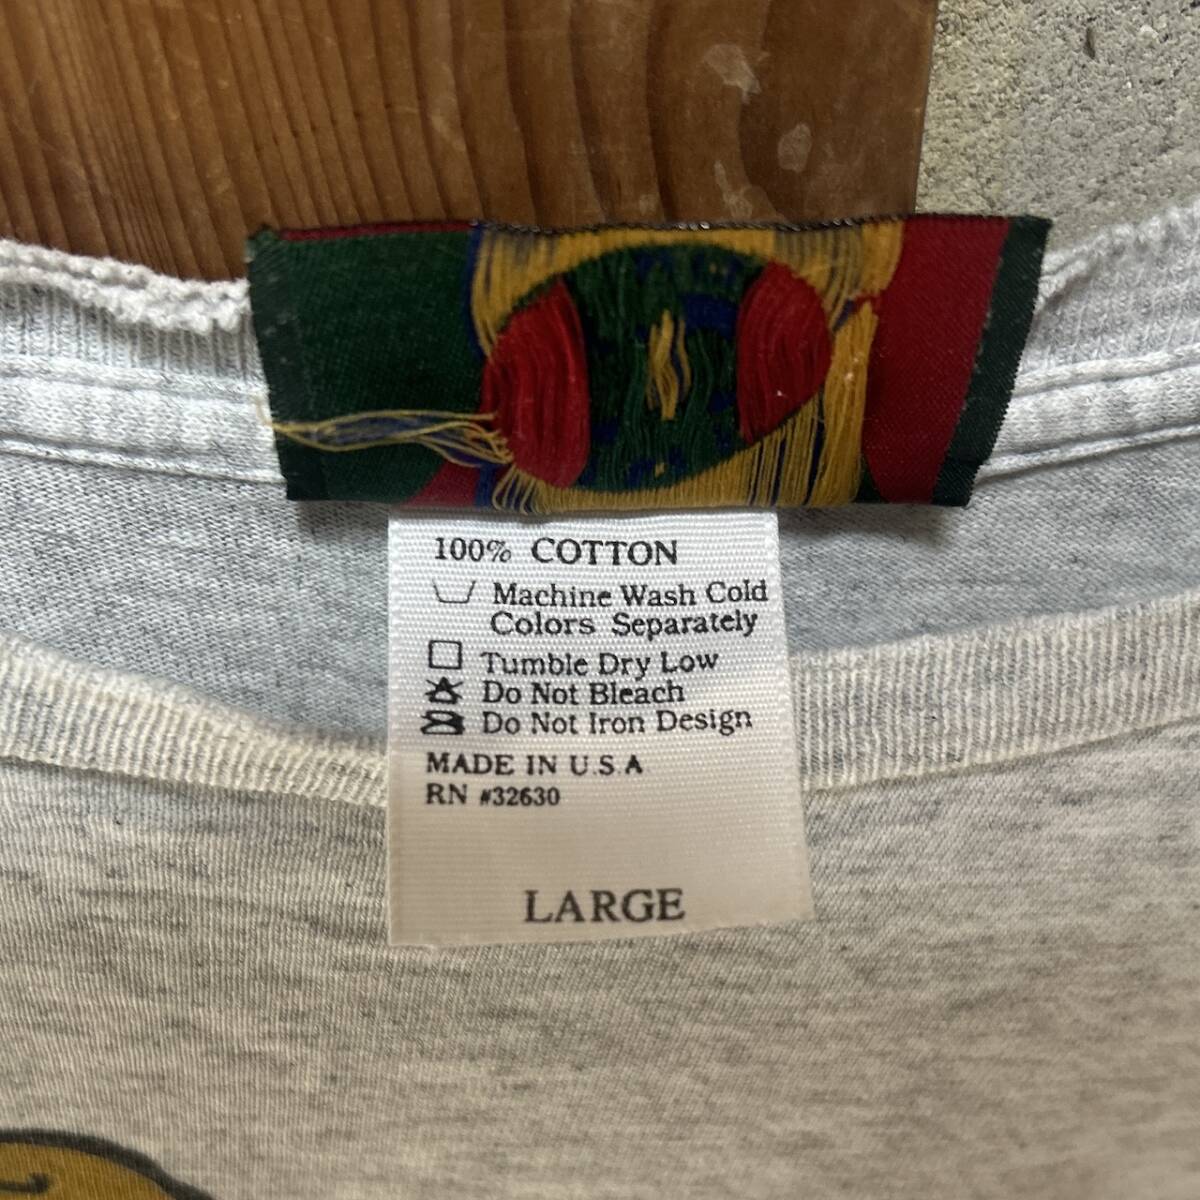 100% COTTON
Machine Wash Cold
Colors Separately
Tumble Dry Low
Do Not Bleach
Do Not Iron Design
MADE IN U.S.A
RN #32630
LARGE